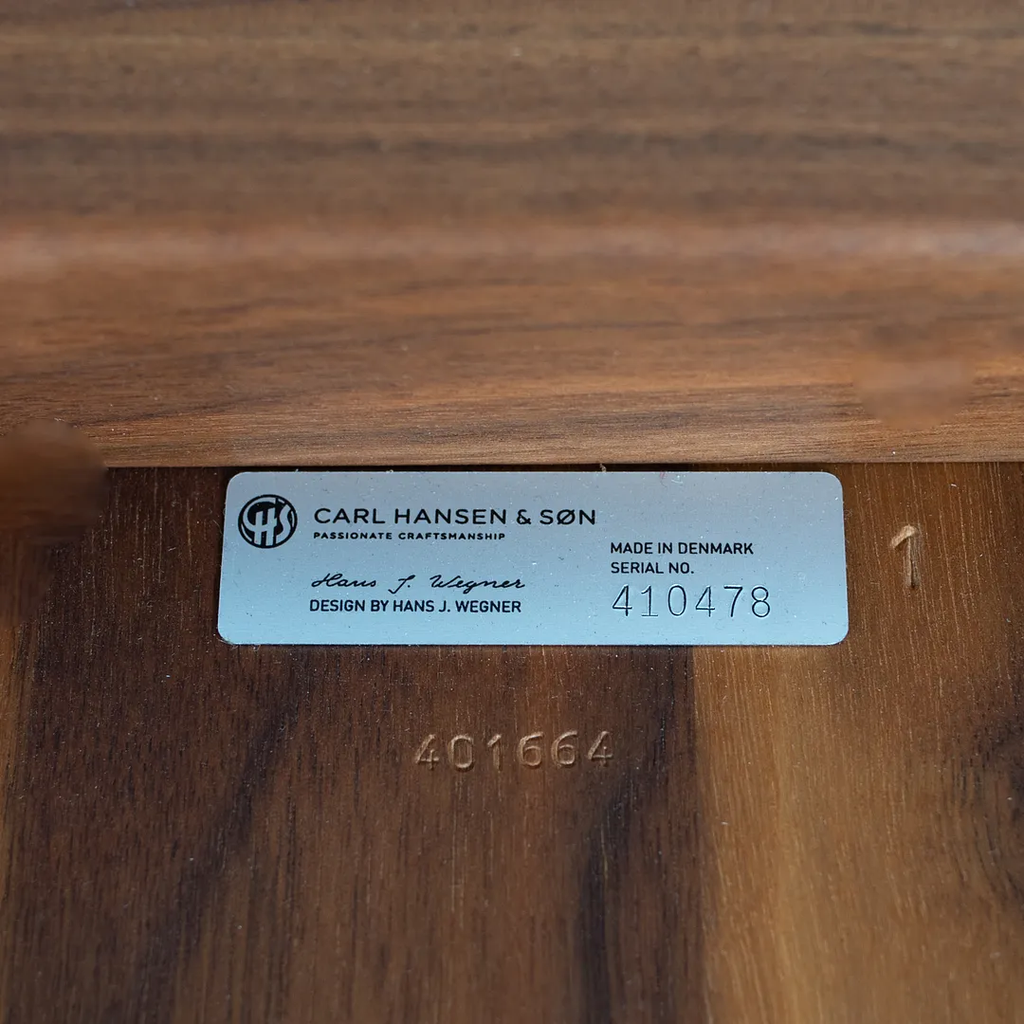 CHS
CARL HANSEN & SØN
PASSIONATE CRAFTSMANSHIP
Hans J. Wegner
DESIGN BY HANS J. WEGNER
MADE IN DENMARK
SERIAL NO.
410478
1
401664